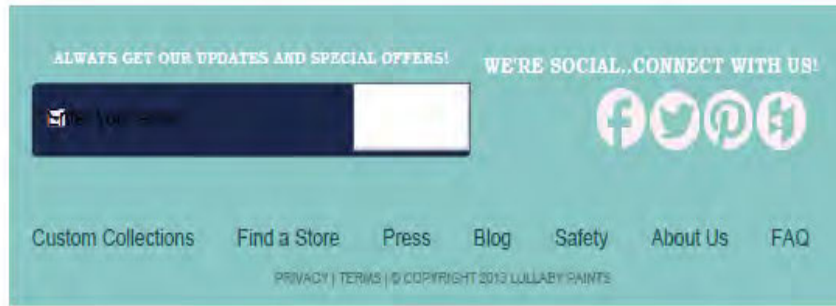 ALWAYS GET OUR UPDATES AND SPECIAL OFFERS!
WE'RE SOCIAL..CONNECT WITH US!
Custom Collections Find a Store Press Blog Safety About Us FAQ
PRIVACY | TERMS | © COPYRIGHT 2013 LULLABY PAINTS